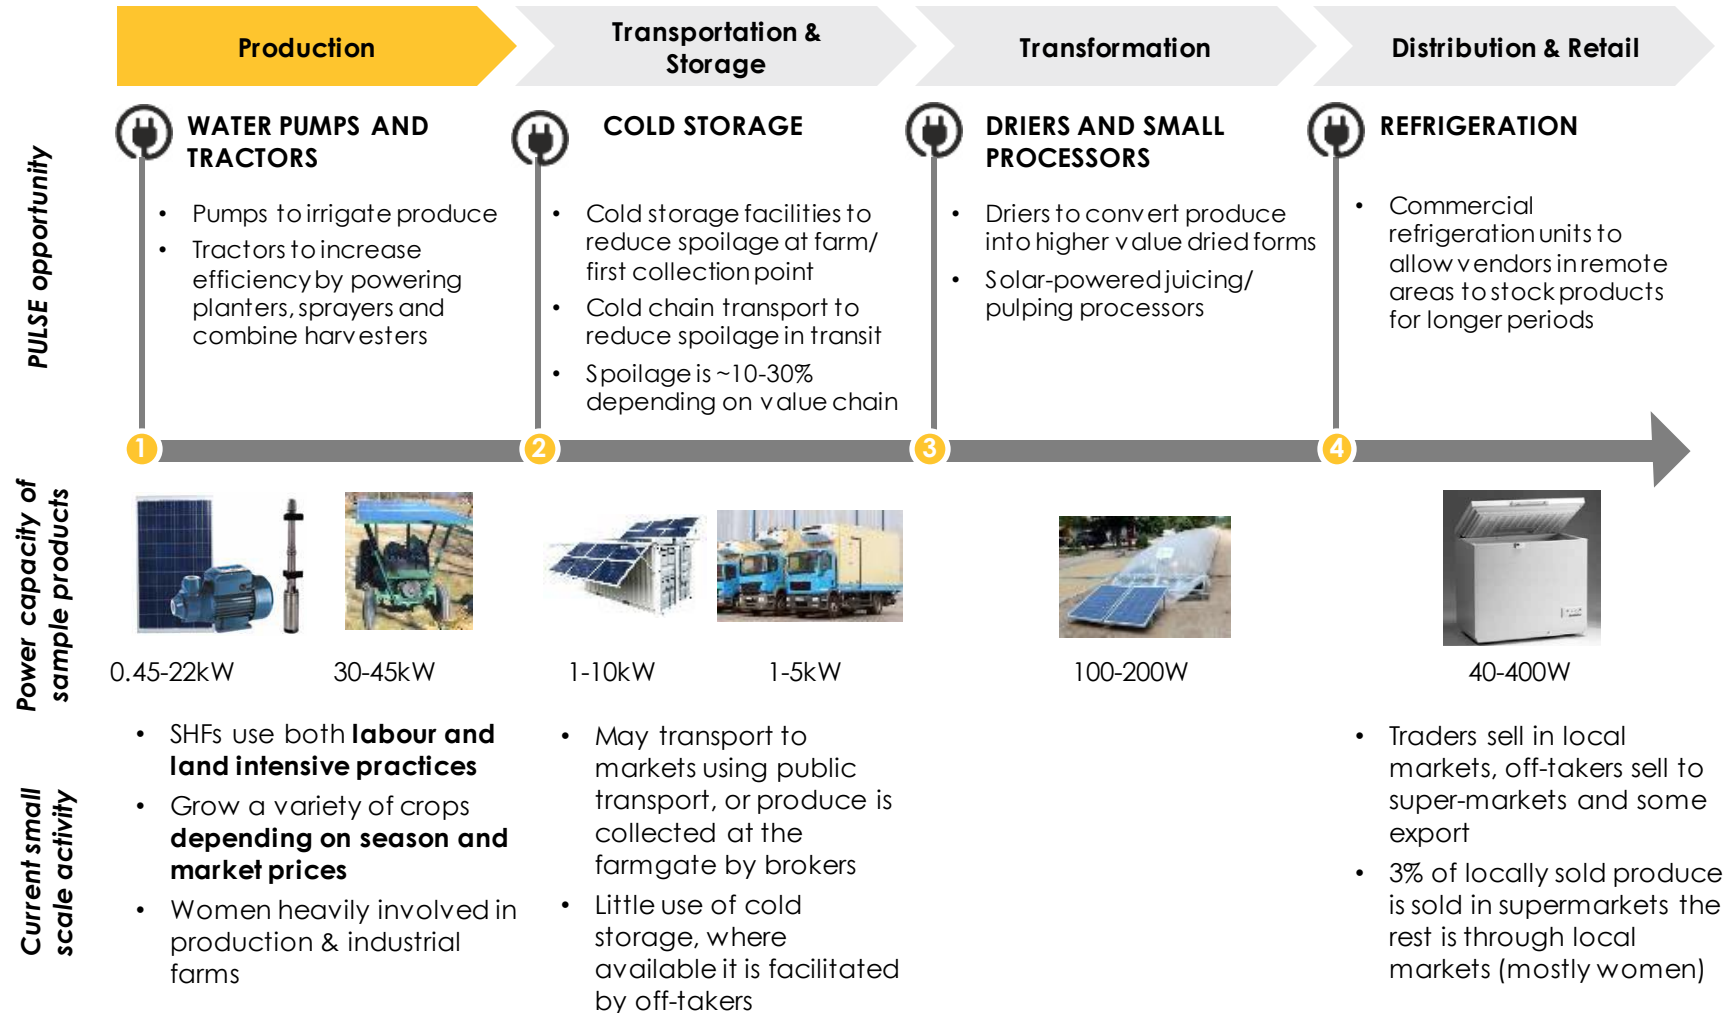 Production
Transportation &
Storage
Transformation
Distribution & Retail
PULSE opportunity
WATER PUMPS AND
TRACTORS
• Pumps to irrigate produce
• Tractors to increase
efficiency by powering
planters, sprayers and
combine harvesters
COLD STORAGE
• Cold storage facilities to
reduce spoilage at farm/
first collection point
• Cold chain transport to
reduce spoilage in transit
• Spoilage is ~10-30%
depending on value chain
DRIERS AND SMALL
PROCESSORS
• Driers to convert produce
into higher value dried forms
• Solar-powered juicing/
pulping processors
REFRIGERATION
• Commercial
refrigeration units to
allow vendors in remote
areas to stock products
for longer periods
1
2
3
4
Power capacity of
sample products
0.45-22kW
30-45kW
1-10kW
1-5kW
100-200W
40-400W
Current small
scale activity
• SHFs use both labour and
land intensive practices
• Grow a variety of crops
depending on season and
market prices
• Women heavily involved in
production & industrial
farms
• May transport to
markets using public
transport, or produce is
collected at the
farmgate by brokers
• Little use of cold
storage, where
available it is facilitated
by off-takers
• Traders sell in local
markets, off-takers sell to
super-markets and some
export
• 3% of locally sold produce
is sold in supermarkets the
rest is through local
markets (mostly women)